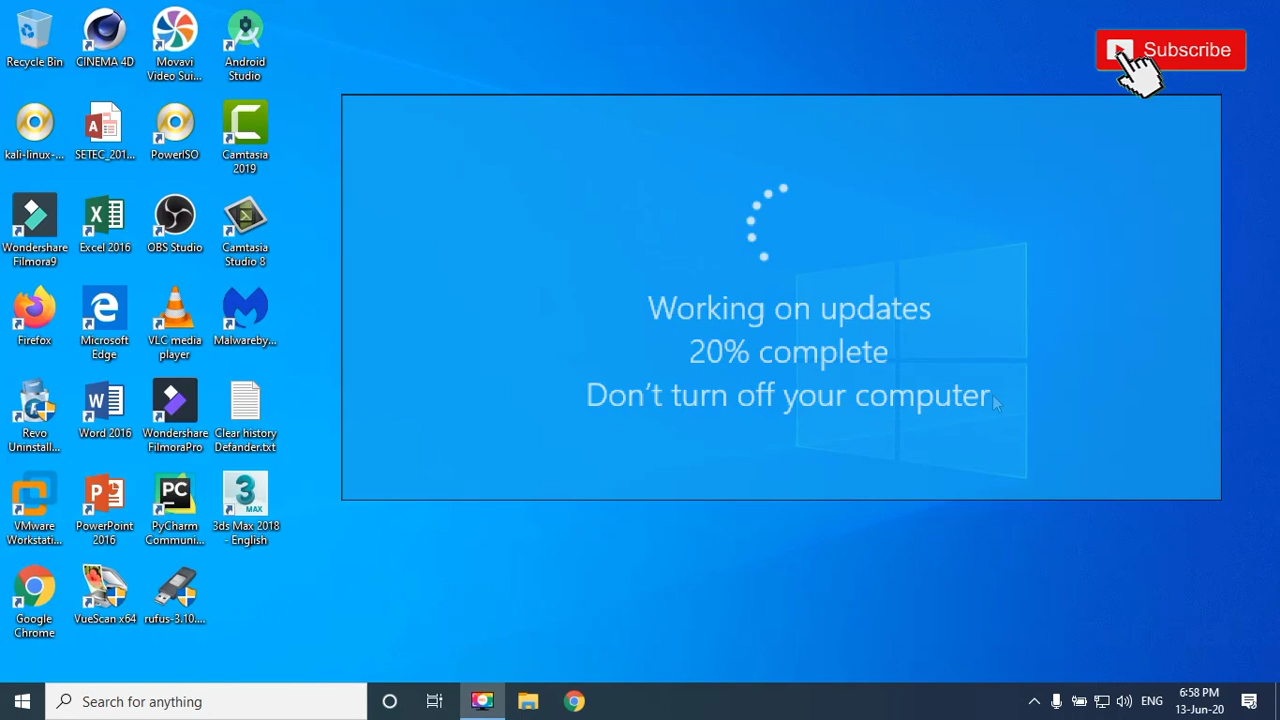 Recycle Bin
CINEMA 4D
Movavi
Video Sui...
Android
Studio
Subscribe
kali-linux-...
SETEC_201...
PowerISO
Camtasia
2019
Wondershare
Filmora9
Excel 2016
OBS Studio
Camtasia
Studio 8
Working on updates
20% complete
Don't turn off your computer
Firefox
Microsoft
Edge
VLC media
player
Malwareby...
Revo
Uninstall...
Word 2016
Wondershare
FilmoraPro
Clear history
Defander.txt
VMware
Workstati...
PowerPoint
2016
PyCharm
Communi...
3ds Max 2018
- English
Google
Chrome
VueScan x64
rufus-3.10....
Search for anything
ENG
6:58 PM
13-Jun-20